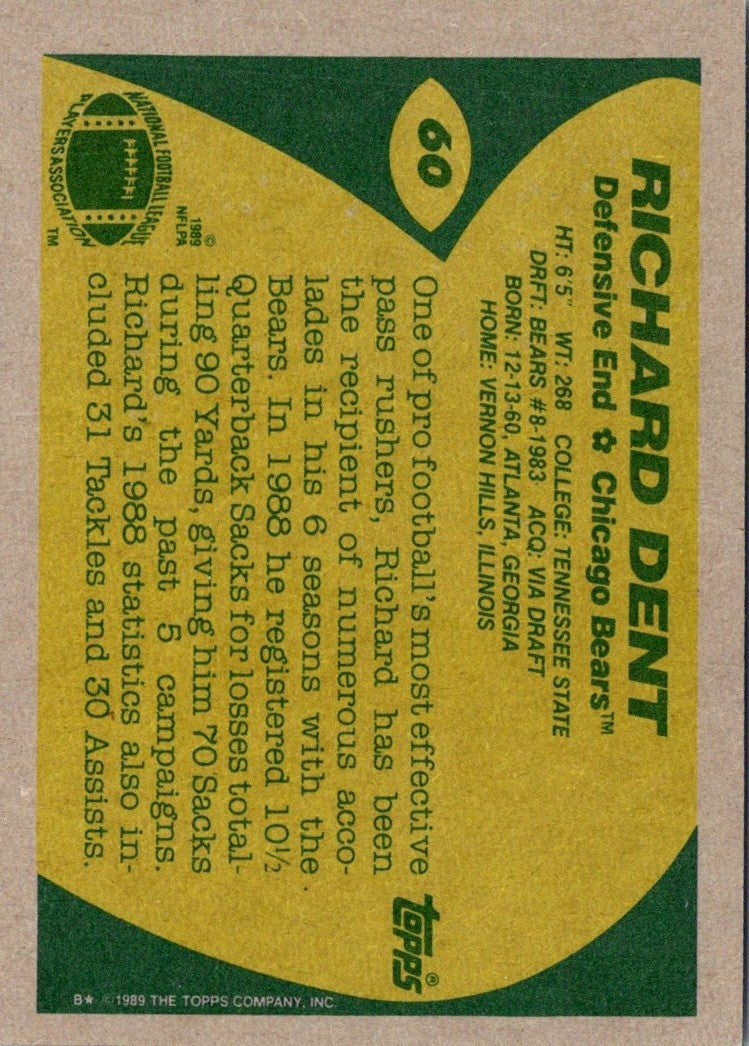 60
RICHARD DENT
Defensive End ✿ Chicago Bears™
HT: 6'5" WT: 268 COLLEGE: TENNESSEE STATE
DRFT: BEARS #8-1983 ACQ: VIA DRAFT
BORN: 12-13-60, ATLANTA, GEORGIA
HOME: VERNON HILLS, ILLINOIS
One of pro football's most effective
pass rushers, Richard has been
the recipient of numerous acco-
lades in his 6 seasons with the
Bears. In 1988 he registered 10½
Quarterback Sacks for losses total-
ling 90 Yards, giving him 70 Sacks
during the past 5 campaigns.
Richard's 1988 statistics also in-
cluded 31 Tackles and 30 Assists.
NATIONAL FOOTBALL LEAGUE
PLAYERS ASSOCIATION
TM
©
1989
NFLPA
topps®
B★ ©1989 THE TOPPS COMPANY, INC.